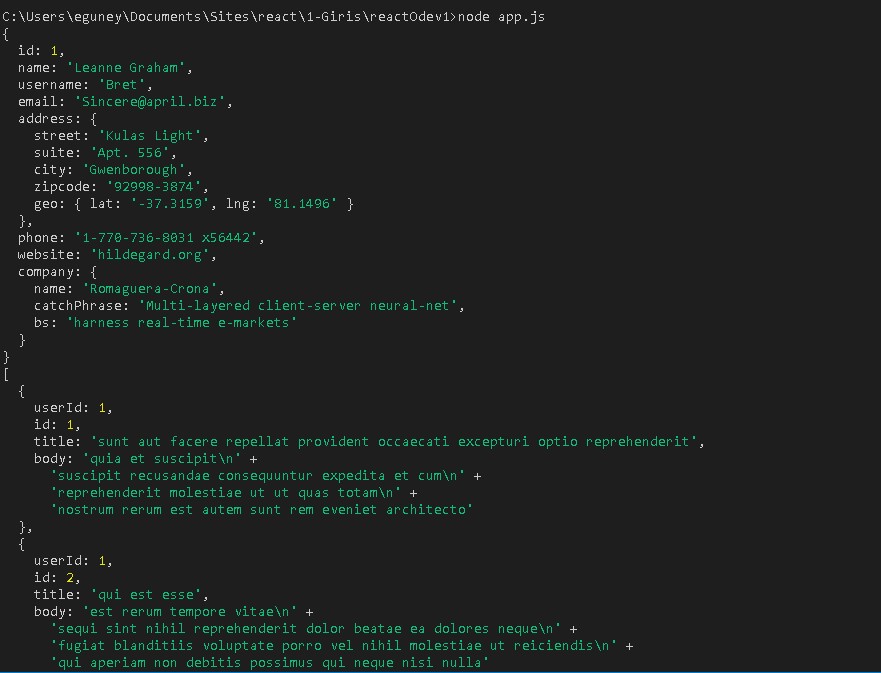 C:\Users\eguney\Documents\Sites\react\1-Giris\reactOdev1>node app.js
{
  id: 1,
  name: 'Leanne Graham',
  username: 'Bret',
  email: 'Sincere@april.biz',
  address: {
    street: 'Kulas Light',
    suite: 'Apt. 556',
    city: 'Gwenborough',
    zipcode: '92998-3874',
    geo: { lat: '-37.3159', lng: '81.1496' }
  },
  phone: '1-770-736-8031 x56442',
  website: 'hildegard.org',
  company: {
    name: 'Romaguera-Crona',
    catchPhrase: 'Multi-layered client-server neural-net',
    bs: 'harness real-time e-markets'
  }
}
[
  {
    userId: 1,
    id: 1,
    title: 'sunt aut facere repellat provident occaecati excepturi optio reprehenderit',
    body: 'quia et suscipit\n' +
      'suscipit recusandae consequuntur expedita et cum\n' +
      'reprehenderit molestiae ut ut quas totam\n' +
      'nostrum rerum est autem sunt rem eveniet architecto'
  },
  {
    userId: 1,
    id: 2,
    title: 'qui est esse',
    body: 'est rerum tempore vitae\n' +
      'sequi sint nihil reprehenderit dolor beatae ea dolores neque\n' +
      'fugiat blanditiis voluptate porro vel nihil molestiae ut reiciendis\n' +
      'qui aperiam non debitis possimus qui neque nisi nulla'